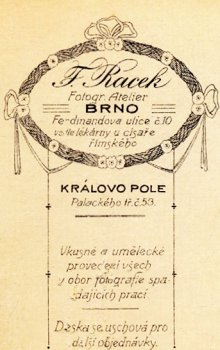 F. Racek
Fotogr. Atelier
BRNO
Ferdinandova ulice č.10
vedle lékárny u císaře
římského
KRÁLOVO POLE
Palackého tř. č. 53.
Vkusné a umělecké
provedení všech
v obor fotografie spa-
dajících prací
Deska se uschová pro
další objednávky.